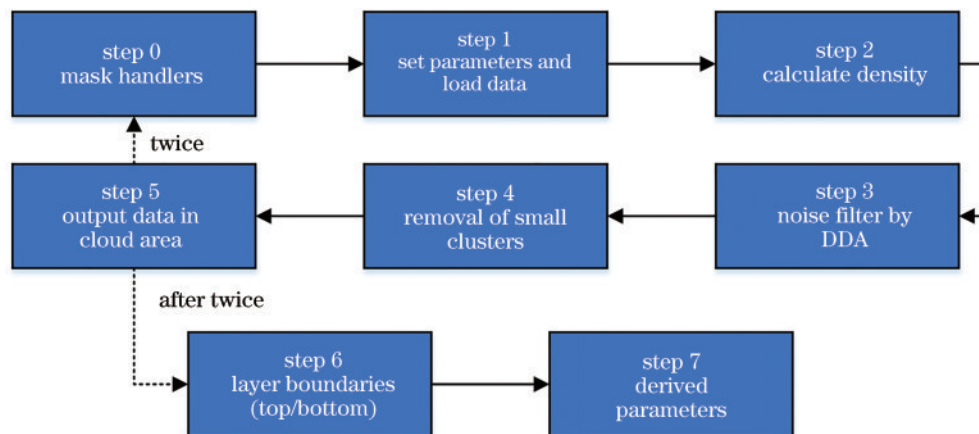 step 0
mask handlers
step 1
set parameters and
load data
step 2
calculate density
twice
step 5
output data in
cloud area
step 4
removal of small
clusters
step 3
noise filter by
DDA
after twice
step 6
layer boundaries
(top/bottom)
step 7
derived
parameters